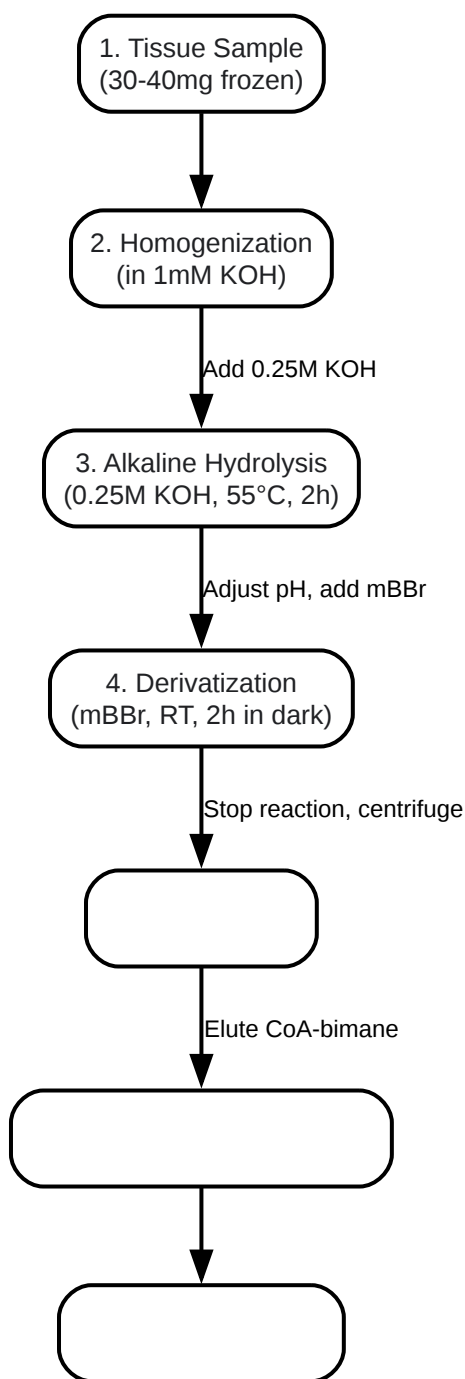 1. Tissue Sample
(30-40mg frozen)
2. Homogenization
(in 1mM KOH)
Add 0.25M KOH
3. Alkaline Hydrolysis
(0.25M KOH, 55°C, 2h)
Adjust pH, add mBBr
4. Derivatization
(mBBr, RT, 2h in dark)
Stop reaction, centrifuge
Elute CoA-bimane